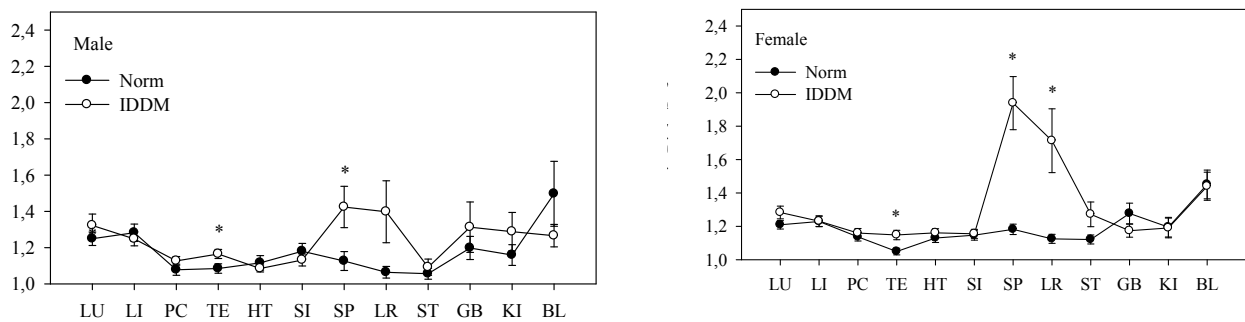 2,4
Male
2,2
Norm
2,0
IDDM
1,8
1,6
*
1,4
*
1,2
1,0
LU LI PC TE HT SI SP LR ST GB KI BL
2,4
Female
2,2
*
Norm
2,0
IDDM
*
1,8
1,6
1,4
*
1,2
1,0
LU LI PC TE HT SI SP LR ST GB KI BL